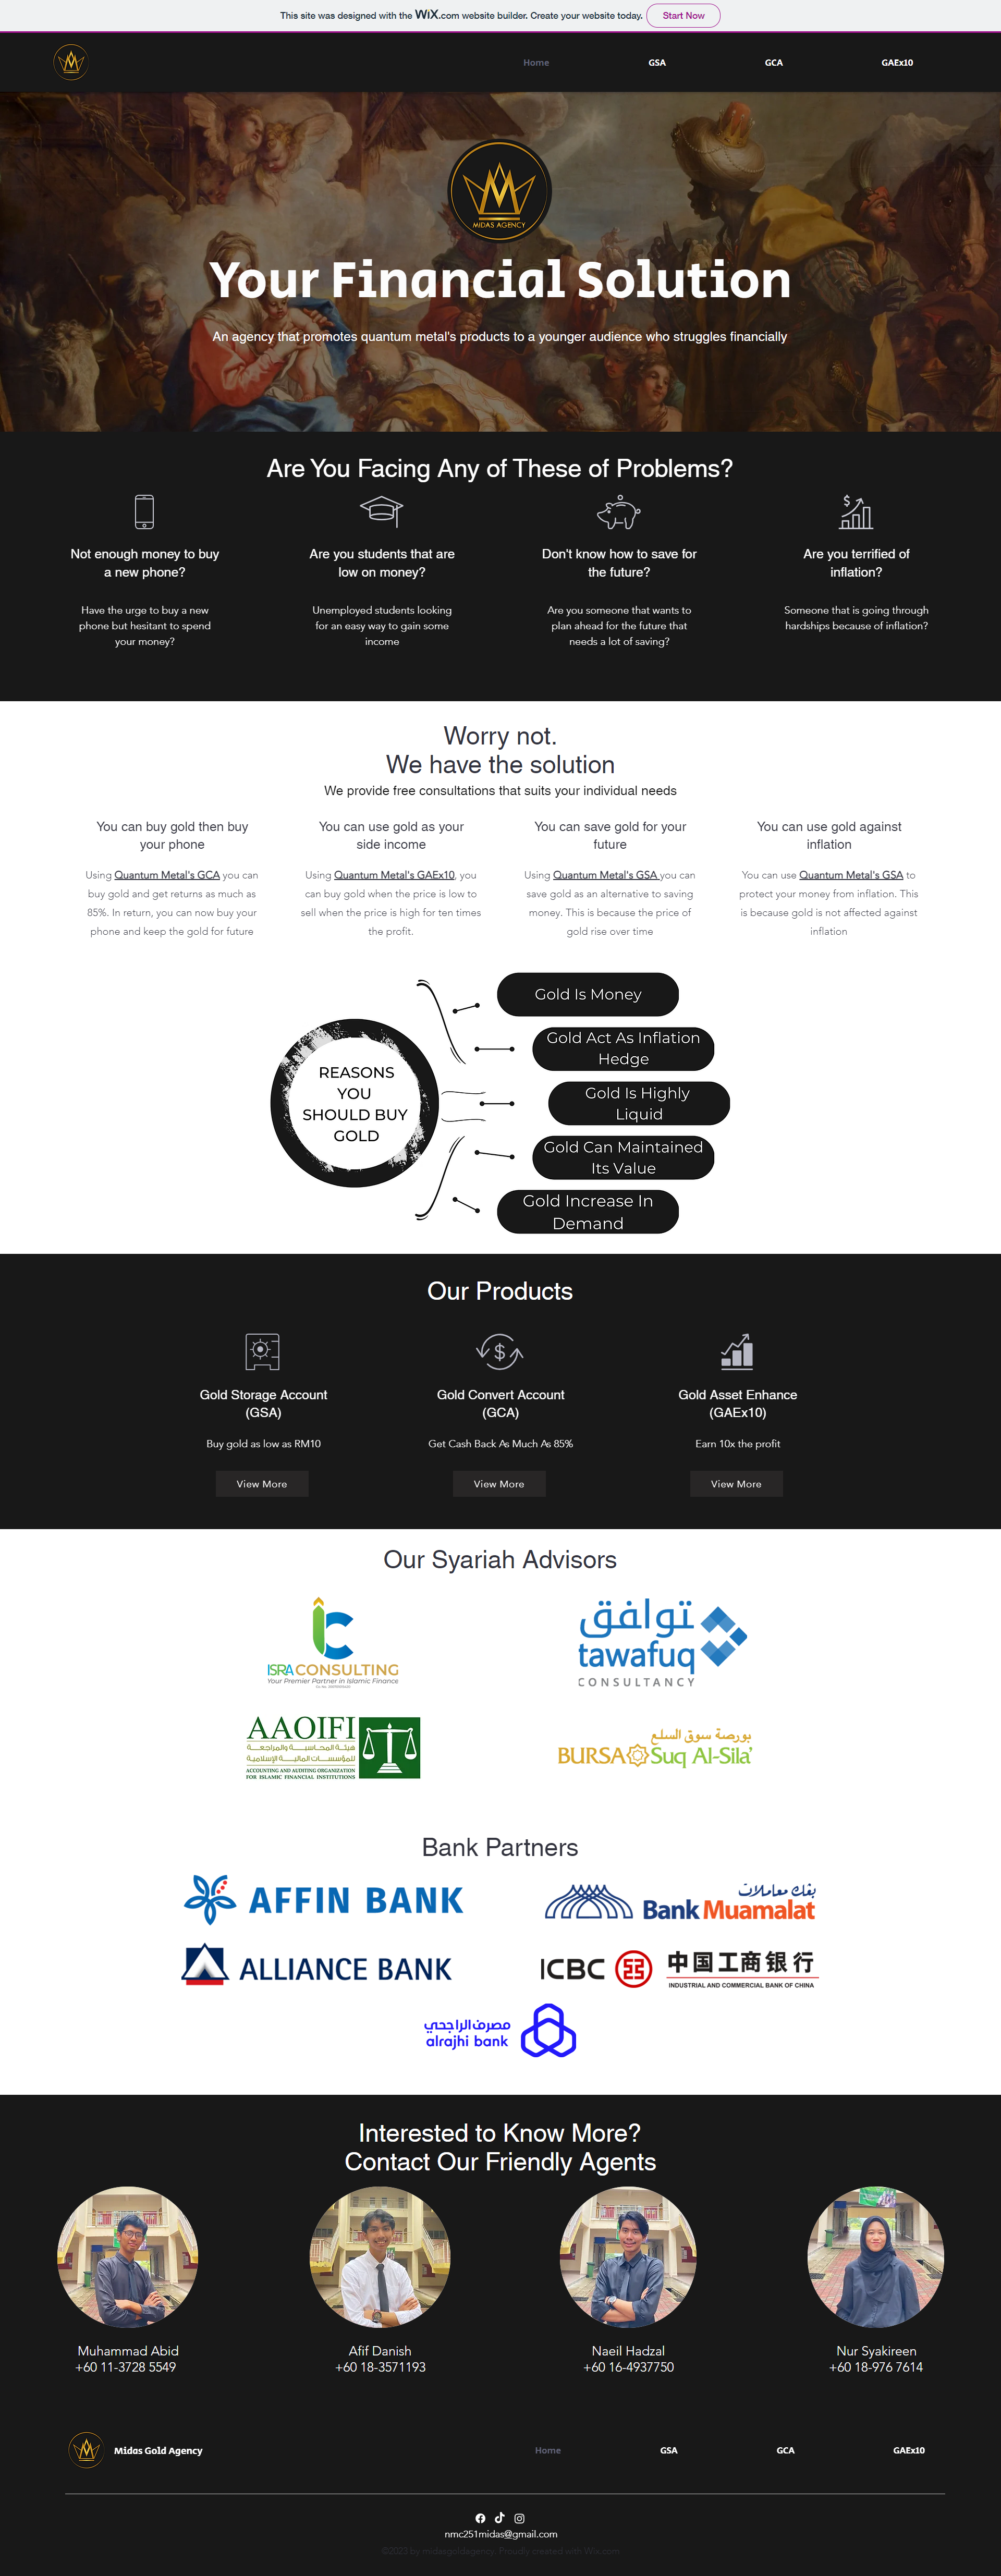 This site was designed with the WiX.com website builder. Create your website today. Start Now
Home GSA GCA GAEx10
MIDAS AGENCY
Your Financial Solution
An agency that promotes quantum metal's products to a younger audience who struggles financially
Are You Facing Any of These of Problems?
Not enough money to buy
a new phone?
Have the urge to buy a new
phone but hesitant to spend
your money?
Are you students that are
low on money?
Unemployed students looking
for an easy way to gain some
income
Don't know how to save for
the future?
Are you someone that wants to
plan ahead for the future that
needs a lot of saving?
Are you terrified of
inflation?
Someone that is going through
hardships because of inflation?
Worry not.
We have the solution
We provide free consultations that suits your individual needs
You can buy gold then buy
your phone
Using Quantum Metal's GCA you can
buy gold and get returns as much as
85%. In return, you can now buy your
phone and keep the gold for future
You can use gold as your
side income
Using Quantum Metal's GAEx10, you
can buy gold when the price is low to
sell when the price is high for ten times
the profit.
You can save gold for your
future
Using Quantum Metal's GSA you can
save gold as an alternative to saving
money. This is because the price of
gold rise over time
You can use gold against
inflation
You can use Quantum Metal's GSA to
protect your money from inflation. This
is because gold is not affected against
inflation
REASONS
YOU
SHOULD BUY
GOLD
Gold Is Money
Gold Act As Inflation
Hedge
Gold Is Highly
Liquid
Gold Can Maintained
Its Value
Gold Increase In
Demand
Our Products
Gold Storage Account
(GSA)
Buy gold as low as RM10
View More
Gold Convert Account
(GCA)
Get Cash Back As Much As 85%
View More
Gold Asset Enhance
(GAEx10)
Earn 10x the profit
View More
Our Syariah Advisors
ISRA CONSULTING
Your Premier Partner in Islamic Finance
توافق
tawafuq
CONSULTANCY
AAOIFI
هيئة المحاسبة والمراجعة
للمؤسسات المالية الإسلامية
ACCOUNTING AND AUDITING ORGANIZATION
FOR ISLAMIC FINANCIAL INSTITUTIONS
بورصة سوق السلع
BURSA Suq Al-Sila'
Bank Partners
AFFIN BANK
بنك معاملات
Bank Muamalat
ALLIANCE BANK
ICBC 中国工商银行
INDUSTRIAL AND COMMERCIAL BANK OF CHINA
مصرف الراجحي
alrajhi bank
Interested to Know More?
Contact Our Friendly Agents
Muhammad Abid
+60 11-3728 5549
Afif Danish
+60 18-3571193
Naeil Hadzal
+60 16-4937750
Nur Syakireen
+60 18-976 7614
Midas Gold Agency
Home GSA GCA GAEx10
nmc251midas@gmail.com
©2023 by midasgoldagency. Proudly created with Wix.com